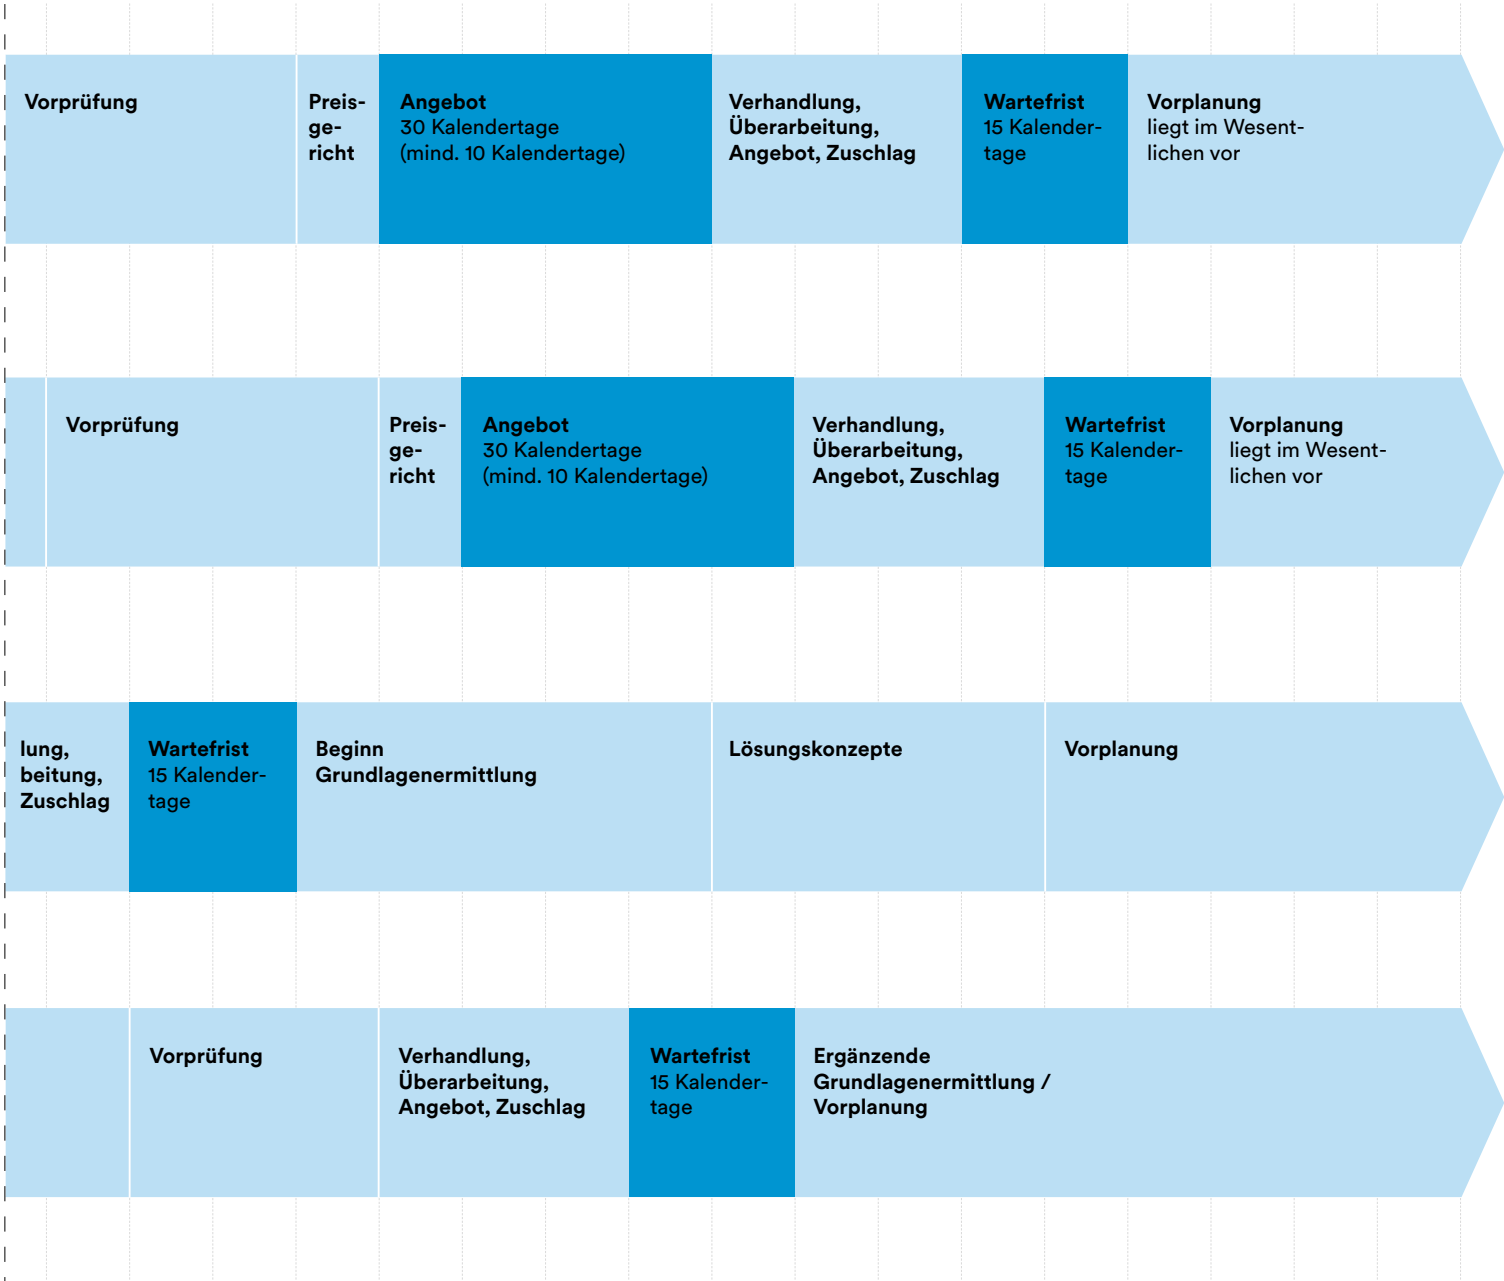 Vorprüfung
Preis-
ge-
richt
Angebot
30 Kalendertage
(mind. 10 Kalendertage)
Verhandlung,
Überarbeitung,
Angebot, Zuschlag
Wartefrist
15 Kalender-
tage
Vorplanung
liegt im Wesent-
lichen vor
Vorprüfung
Preis-
ge-
richt
Angebot
30 Kalendertage
(mind. 10 Kalendertage)
Verhandlung,
Überarbeitung,
Angebot, Zuschlag
Wartefrist
15 Kalender-
tage
Vorplanung
liegt im Wesent-
lichen vor
lung,
beitung,
Zuschlag
Wartefrist
15 Kalender-
tage
Beginn
Grundlagenermittlung
Lösungskonzepte
Vorplanung
Vorprüfung
Verhandlung,
Überarbeitung,
Angebot, Zuschlag
Wartefrist
15 Kalender-
tage
Ergänzende
Grundlagenermittlung /
Vorplanung